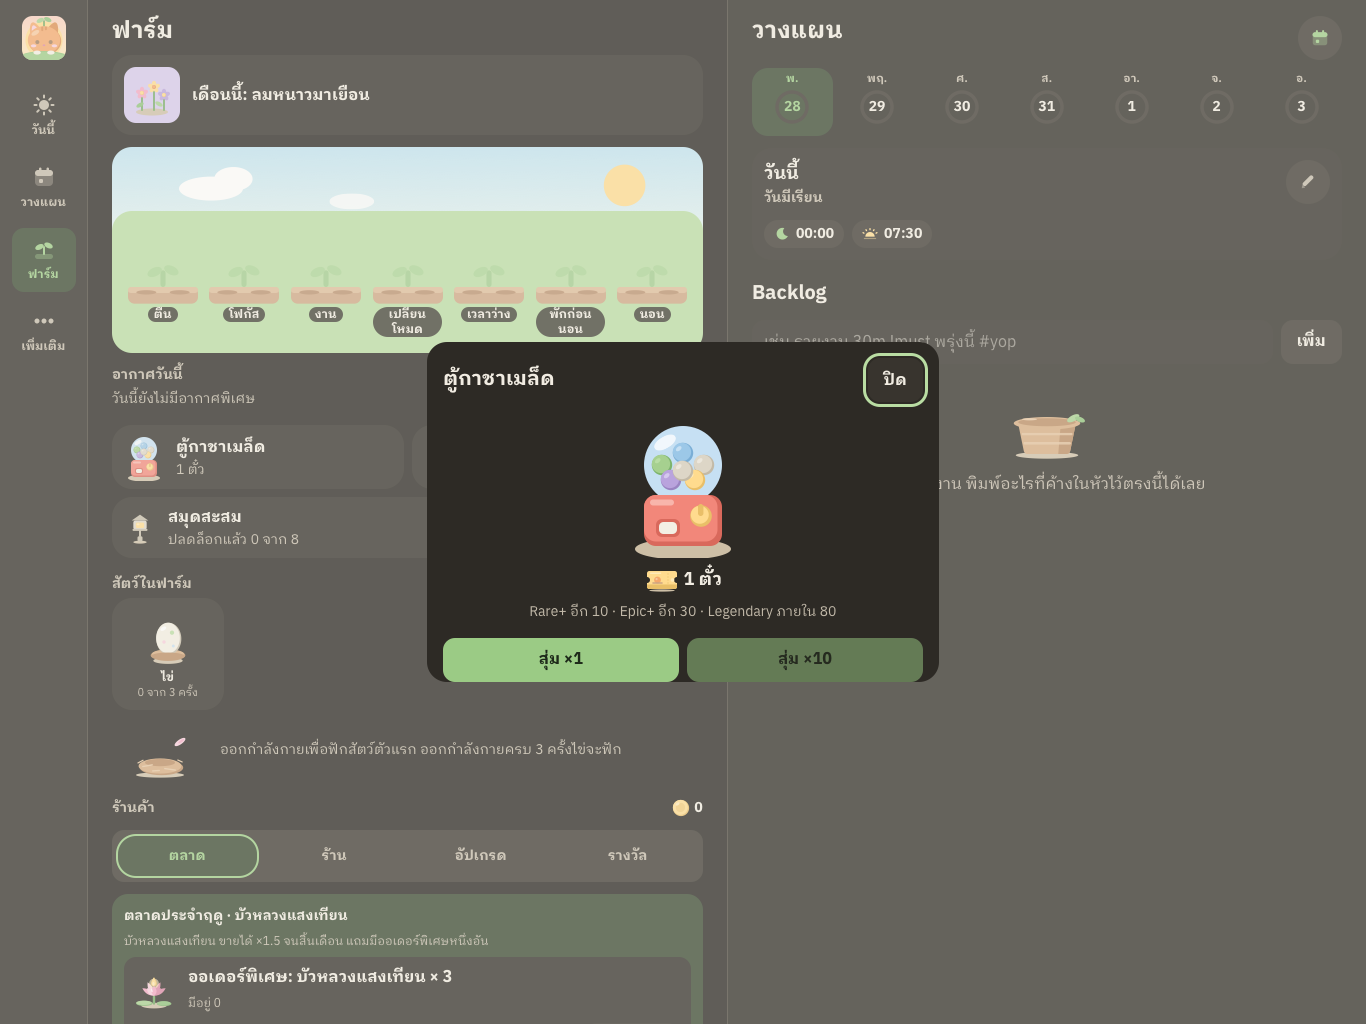 วันนี้
วางแผน
ฟาร์ม
เพิ่มเติม
ฟาร์ม
เดือนนี้: ลมหนาวมาเยือน
ตื่น
โฟกัส
งาน
เปลี่ยน
โหมด
เวลาว่าง
พักก่อน
นอน
นอน
อากาศวันนี้
วันนี้ยังไม่มีอากาศพิเศษ
ตู้กาชาเมล็ด
1 ตั๋ว
สมุดสะสม
ปลดล็อกแล้ว 0 จาก 8
สัตว์ในฟาร์ม
ไข่
0 จาก 3 ครั้ง
ออกกำลังกายเพื่อฟักสัตว์ตัวแรก ออกกำลังกายครบ 3 ครั้งไข่จะฟัก
ร้านค้า 0
ตลาด ร้าน อัปเกรด รางวัล
ตลาดประจำฤดู · บัวหลวงแสงเทียน
บัวหลวงแสงเทียน ขายได้ ×1.5 จนสิ้นเดือน แถมมีออเดอร์พิเศษหนึ่งอัน
ออเดอร์พิเศษ: บัวหลวงแสงเทียน × 3
มีอยู่ 0
ตู้กาชาเมล็ด
ปิด
1 ตั๋ว
Rare+ อีก 10 · Epic+ อีก 30 · Legendary ภายใน 80
สุ่ม ×1 สุ่ม ×10
วางแผน
พ. พฤ. ศ. ส. อา. จ. อ.
28 29 30 31 1 2 3
วันนี้
วันมีเรียน
00:00 07:30
Backlog
เช่น รายงาน 30m !must พรุ่งนี้ #yop
เพิ่ม
พิมพ์อะไรที่ค้างในหัวไว้ตรงนี้ได้เลย